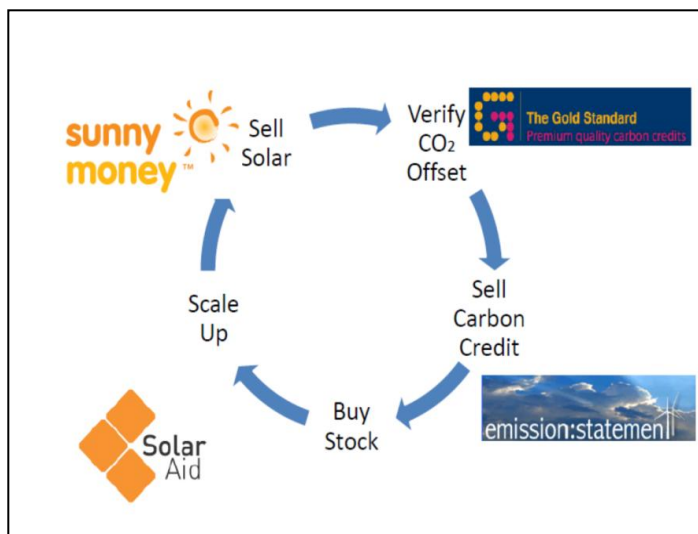 sunny
money™
Sell
Solar
Verify
CO₂
Offset
The Gold Standard
Premium quality carbon credits
Sell
Carbon
Credit
emission:statement
Buy
Stock
Solar
Aid
Scale
Up